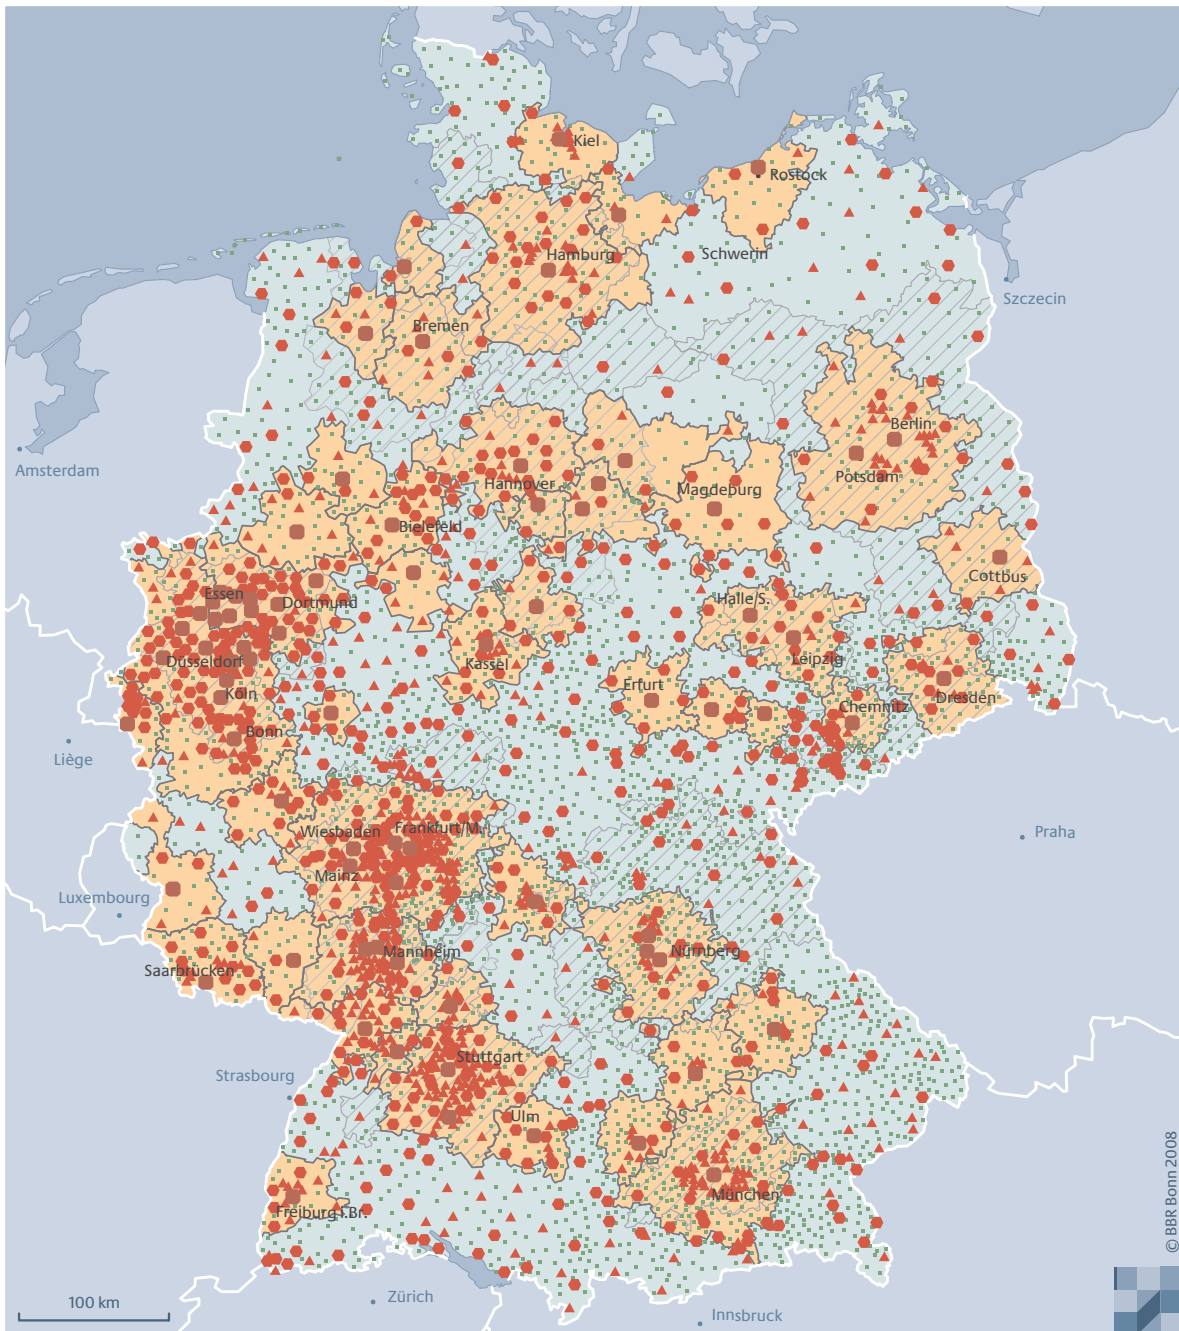 Kiel
Rostock
Hamburg
Schwerin
Szczecin
Bremen
Berlin
Amsterdam
Potsdam
Hannover
Magdeburg
Bielefeld
Cottbus
Essen
Dortmund
Halle/S.
Düsseldorf
Kassel
Leipzig
Köln
Erfurt
Dresden
Chemnitz
Bonn
Liège
Wiesbaden
Frankfurt/M.
Praha
Mainz
Luxembourg
Mannheim
Nürnberg
Saarbrücken
Stuttgart
Strasbourg
Ulm
München
Freiburg i.Br.
© BBR Bonn 2008
100 km
Zürich
Innsbruck